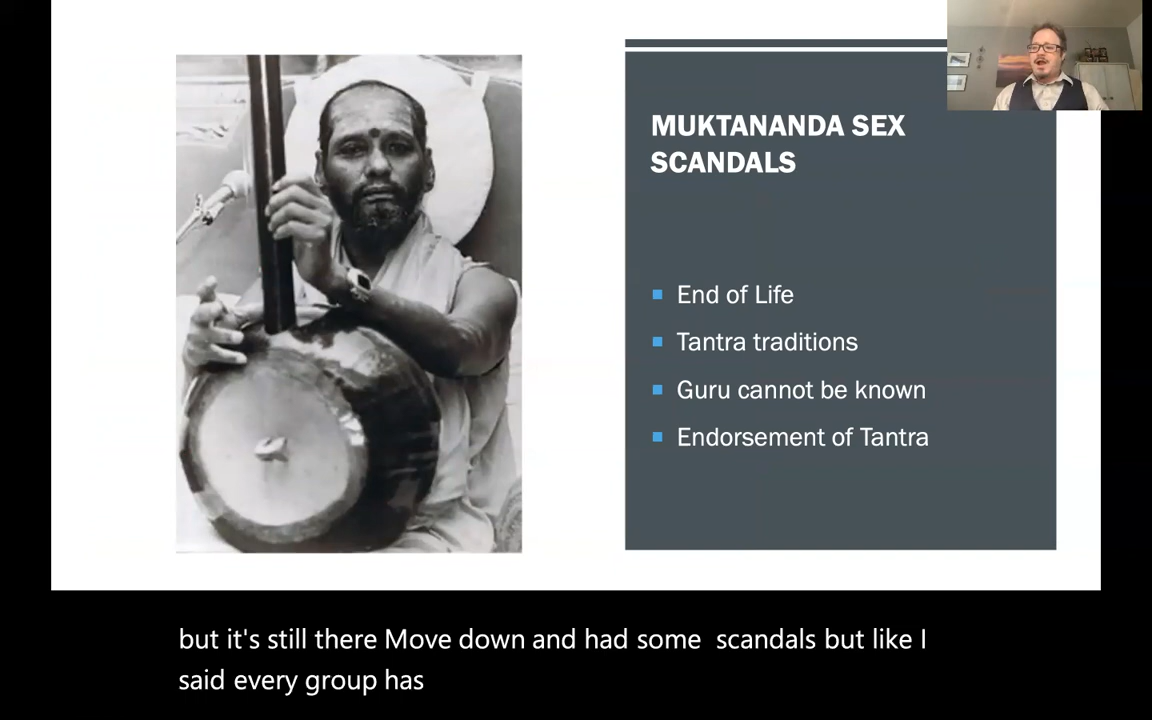 MUKTANANDA SEX
SCANDALS
End of Life
Tantra traditions
Guru cannot be known
Endorsement of Tantra
but it's still there Move down and had some scandals but like I
said every group has